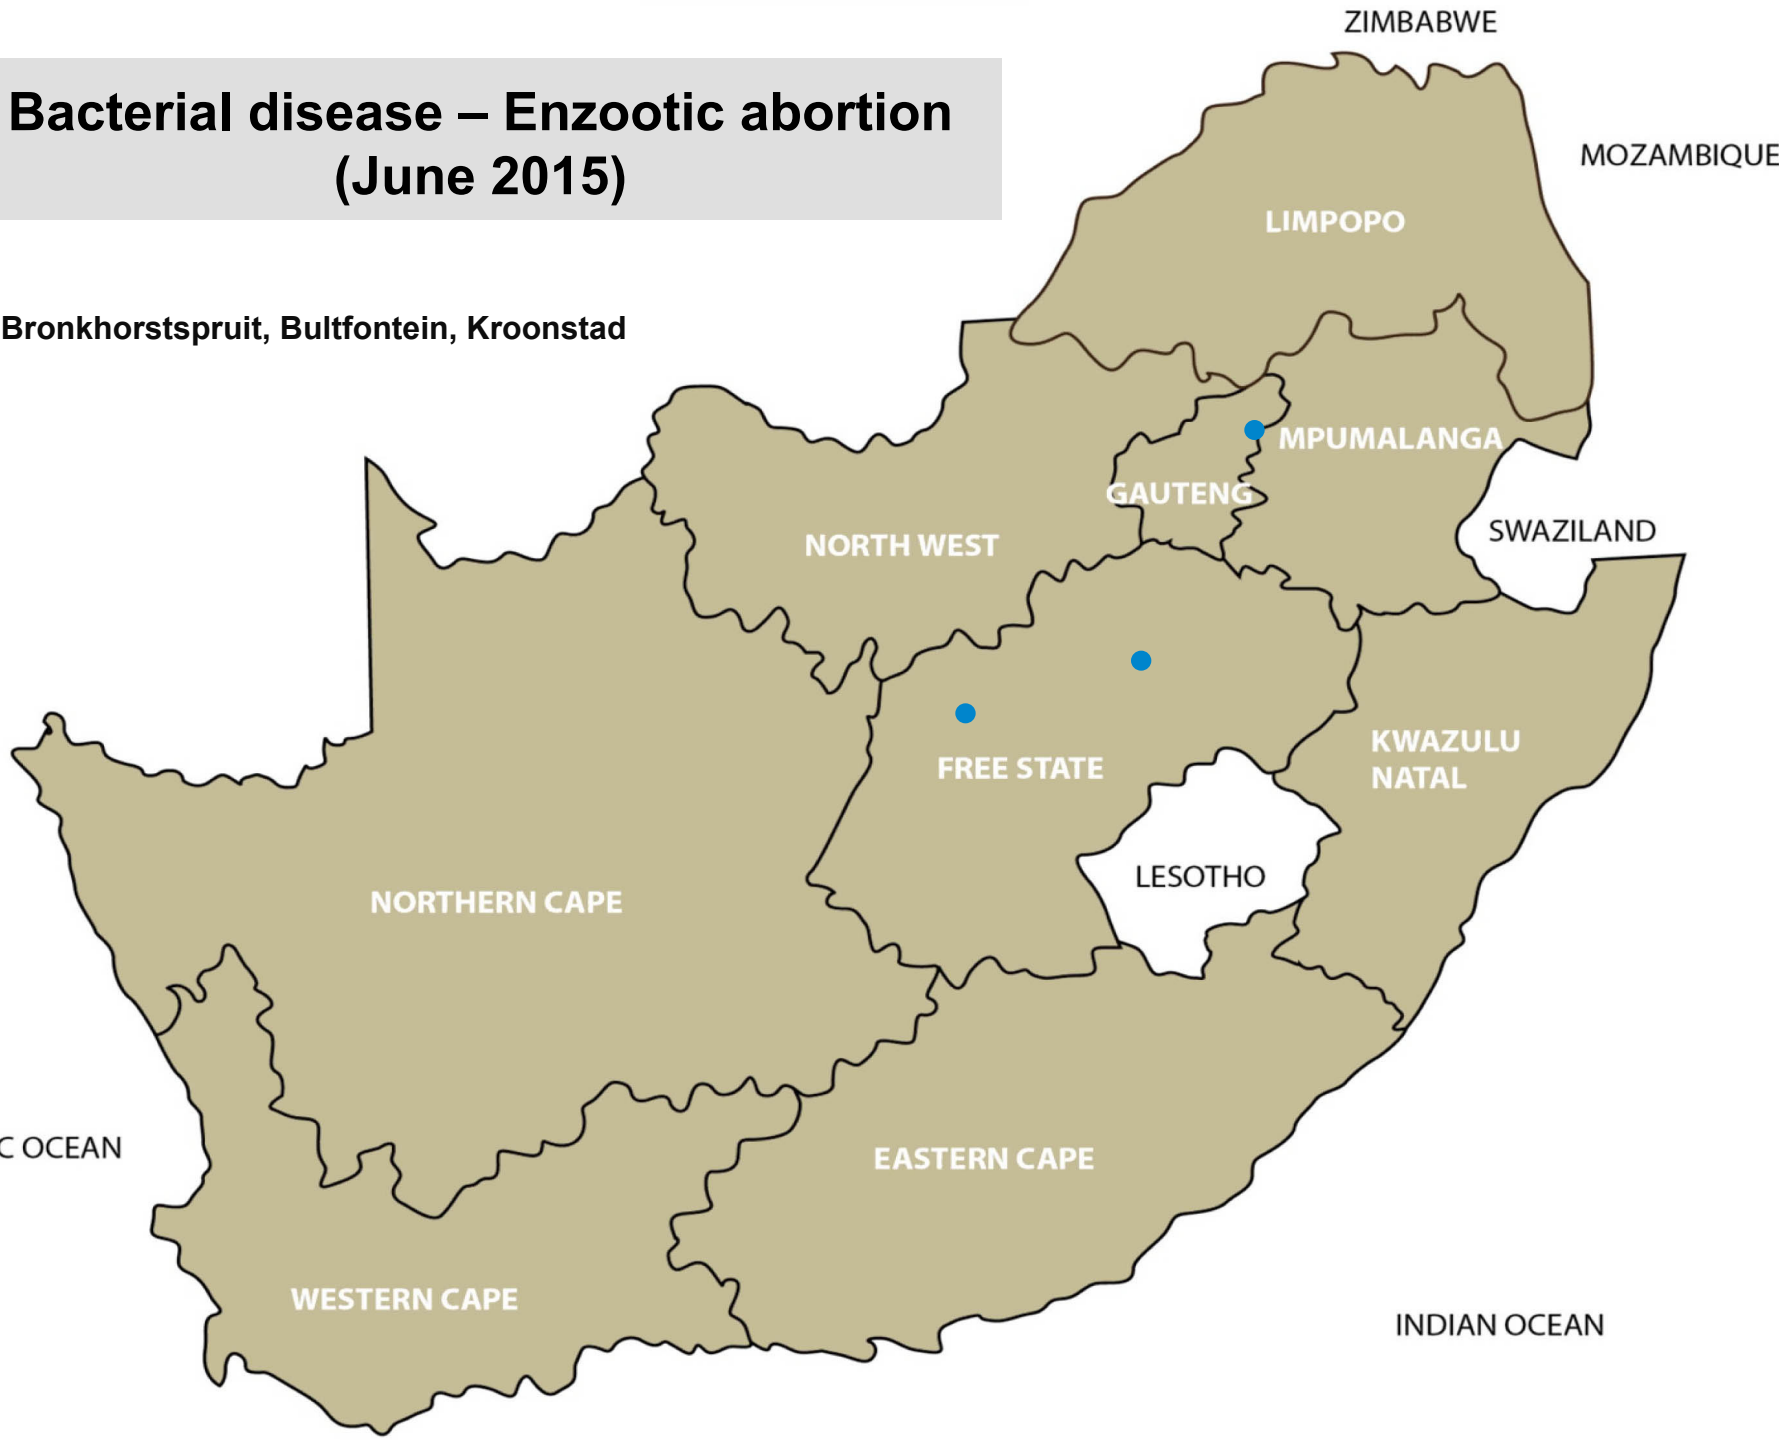 ZIMBABWE
Bacterial disease – Enzootic abortion
(June 2015)
MOZAMBIQUE
LIMPOPO
Bronkhorstspruit, Bultfontein, Kroonstad
MPUMALANGA
GAUTENG
SWAZILAND
NORTH WEST
KWAZULU
NATAL
FREE STATE
LESOTHO
NORTHERN CAPE
C OCEAN
EASTERN CAPE
WESTERN CAPE
INDIAN OCEAN